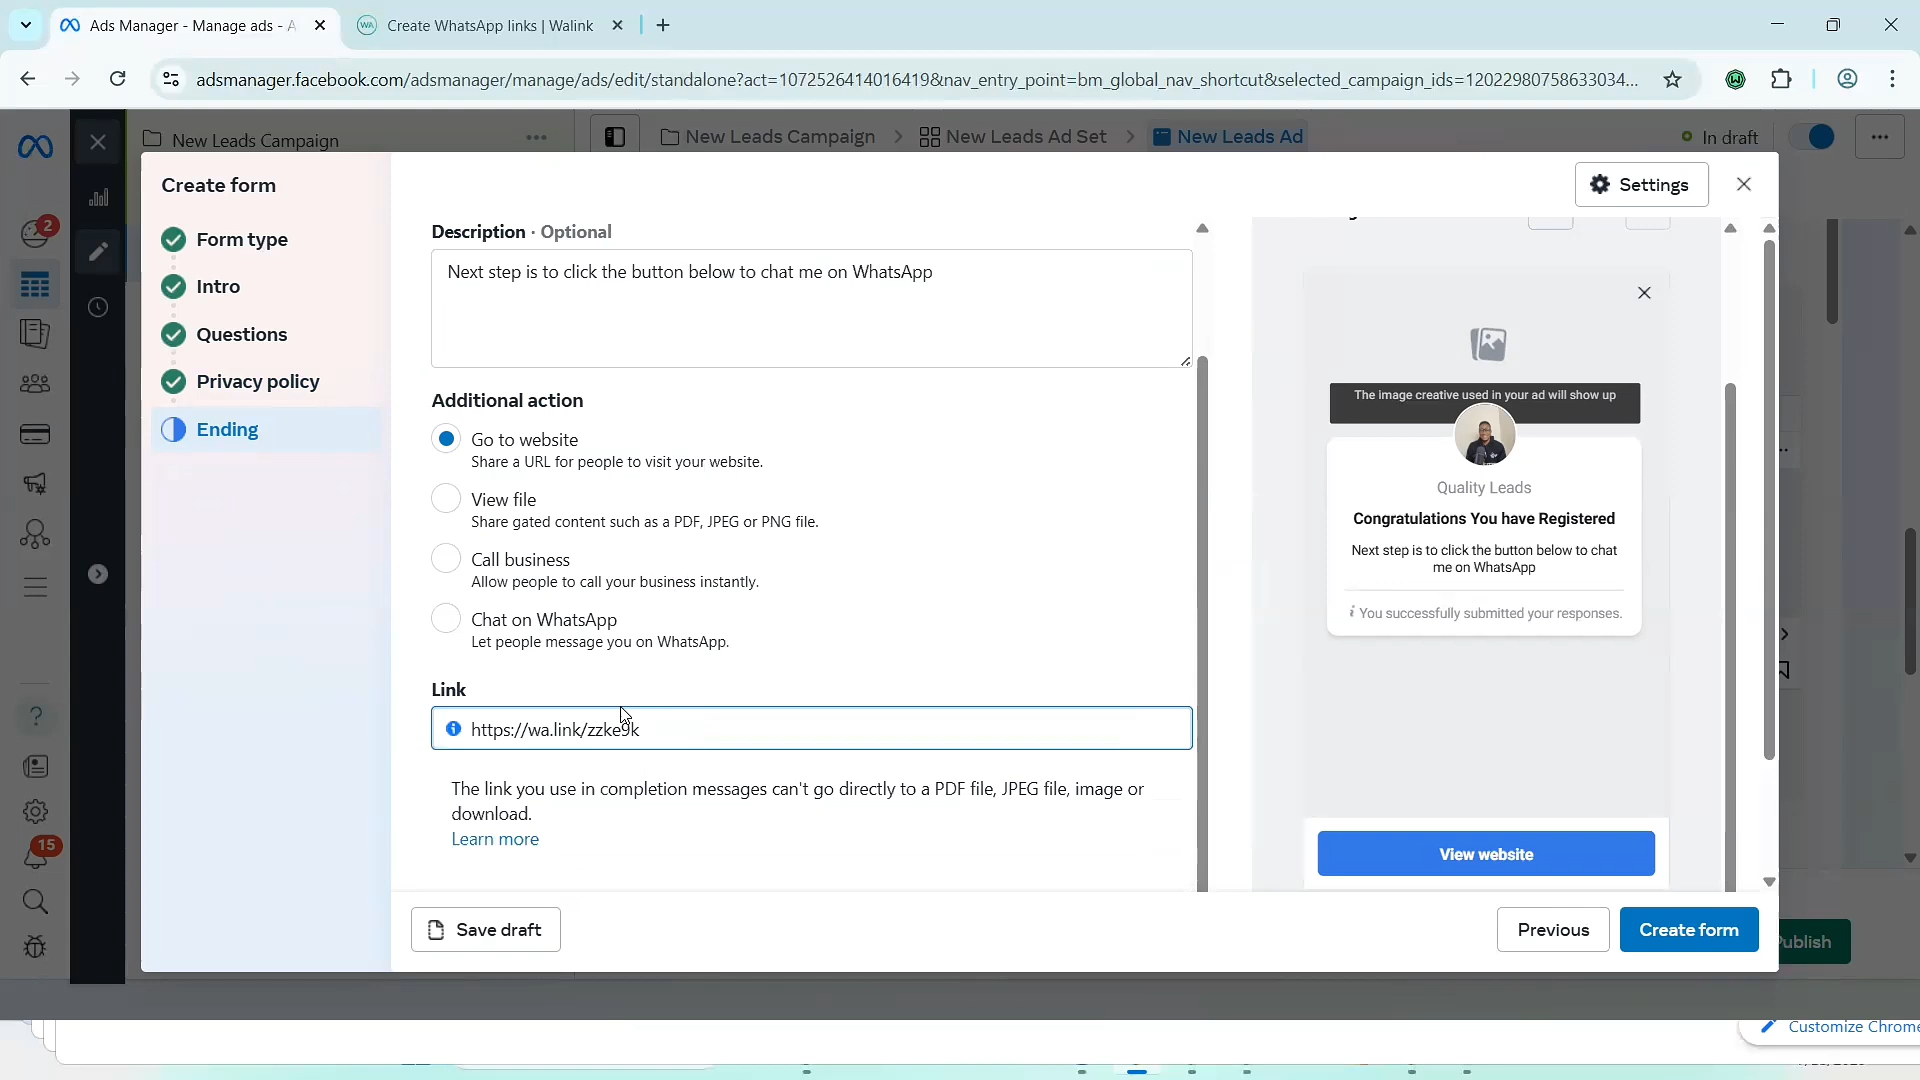 Ads Manager - Manage ads - A
Create WhatsApp links | Walink
adsmanager.facebook.com/adsmanager/manage/ads/edit/standalone?act=1072526414016419&nav_entry_point=bm_global_nav_shortcut&selected_campaign_ids=12022980758633034...
New Leads Campaign
New Leads Campaign
New Leads Ad Set
New Leads Ad
In draft
Create form
Settings
Form type
Intro
Questions
Privacy policy
Ending
2
15
Description · Optional
Next step is to click the button below to chat me on WhatsApp
Additional action
Go to website
Share a URL for people to visit your website.
View file
Share gated content such as a PDF, JPEG or PNG file.
Call business
Allow people to call your business instantly.
Chat on WhatsApp
Let people message you on WhatsApp.
Link
https://wa.link/zzke9k
The link you use in completion messages can't go directly to a PDF file, JPEG file, image or
download.
Learn more
The image creative used in your ad will show up
Quality Leads
Congratulations You have Registered
Next step is to click the button below to chat
me on WhatsApp
You successfully submitted your responses.
View website
Save draft
Previous
Create form
Publish
Customize Chrome